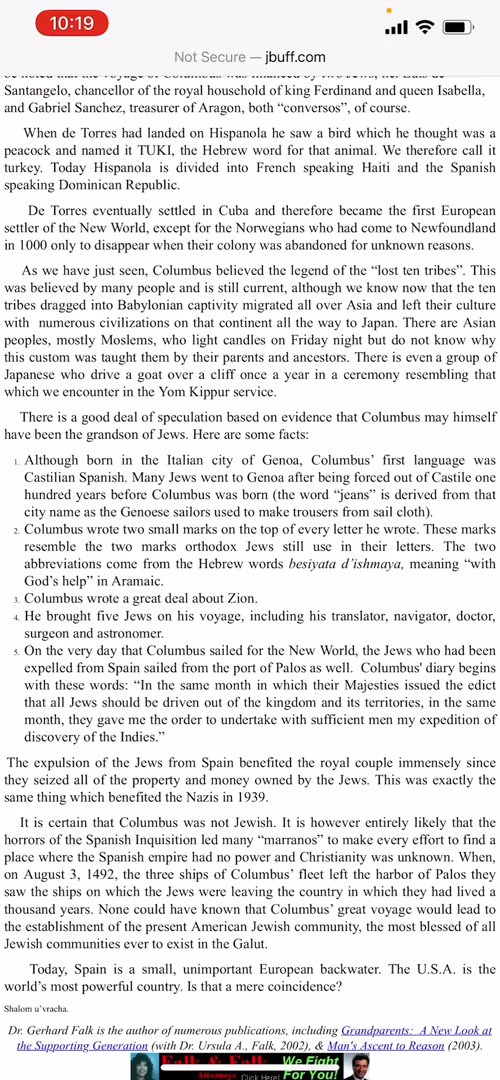 10:19
Not Secure — jbuff.com
be noted that the voyage of Columbus was financed by two Jews, i.e. Luis de
Santangelo, chancellor of the royal household of king Ferdinand and queen Isabella,
and Gabriel Sanchez, treasurer of Aragon, both “conversos”, of course.
When de Torres had landed on Hispanola he saw a bird which he thought was a
peacock and named it TUKI, the Hebrew word for that animal. We therefore call it
turkey. Today Hispanola is divided into French speaking Haiti and the Spanish
speaking Dominican Republic.
De Torres eventually settled in Cuba and therefore became the first European
settler of the New World, except for the Norwegians who had come to Newfoundland
in 1000 only to disappear when their colony was abandoned for unknown reasons.
As we have just seen, Columbus believed the legend of the “lost ten tribes”. This
was believed by many people and is still current, although we know now that the ten
tribes dragged into Babylonian captivity migrated all over Asia and left their culture
with numerous civilizations on that continent all the way to Japan. There are Asian
peoples, mostly Moslems, who light candles on Friday night but do not know why
this custom was taught them by their parents and ancestors. There is even a group of
Japanese who drive a goat over a cliff once a year in a ceremony resembling that
which we encounter in the Yom Kippur service.
There is a good deal of speculation based on evidence that Columbus may himself
have been the grandson of Jews. Here are some facts:
1. Although born in the Italian city of Genoa, Columbus’ first language was
Castilian Spanish. Many Jews went to Genoa after being forced out of Castile one
hundred years before Columbus was born (the word “jeans” is derived from that
city name as the Genoese sailors used to make trousers from sail cloth).
2. Columbus wrote two small marks on the top of every letter he wrote. These marks
resemble the two marks orthodox Jews still use in their letters. The two
abbreviations come from the Hebrew words besiyata d’ishmaya, meaning “with
God’s help” in Aramaic.
3. Columbus wrote a great deal about Zion.
4. He brought five Jews on his voyage, including his translator, navigator, doctor,
surgeon and astronomer.
5. On the very day that Columbus sailed for the New World, the Jews who had been
expelled from Spain sailed from the port of Palos as well. Columbus' diary begins
with these words: “In the same month in which their Majesties issued the edict
that all Jews should be driven out of the kingdom and its territories, in the same
month, they gave me the order to undertake with sufficient men my expedition of
discovery of the Indies.”
The expulsion of the Jews from Spain benefited the royal couple immensely since
they seized all of the property and money owned by the Jews. This was exactly the
same thing which benefited the Nazis in 1939.
It is certain that Columbus was not Jewish. It is however entirely likely that the
horrors of the Spanish Inquisition led many “marranos” to make every effort to find a
place where the Spanish empire had no power and Christianity was unknown. When,
on August 3, 1492, the three ships of Columbus’ fleet left the harbor of Palos they
saw the ships on which the Jews were leaving the country in which they had lived a
thousand years. None could have known that Columbus’ great voyage would lead to
the establishment of the present American Jewish community, the most blessed of all
Jewish communities ever to exist in the Galut.
Today, Spain is a small, unimportant European backwater. The U.S.A. is the
world’s most powerful country. Is that a mere coincidence?
Shalom u’vracha.
Dr. Gerhard Falk is the author of numerous publications, including Grandparents: A New Look at
the Supporting Generation (with Dr. Ursula A., Falk, 2002), & Man's Ascent to Reason (2003).
Falk & Falk We Fight
Attorneys Click Here! For You!